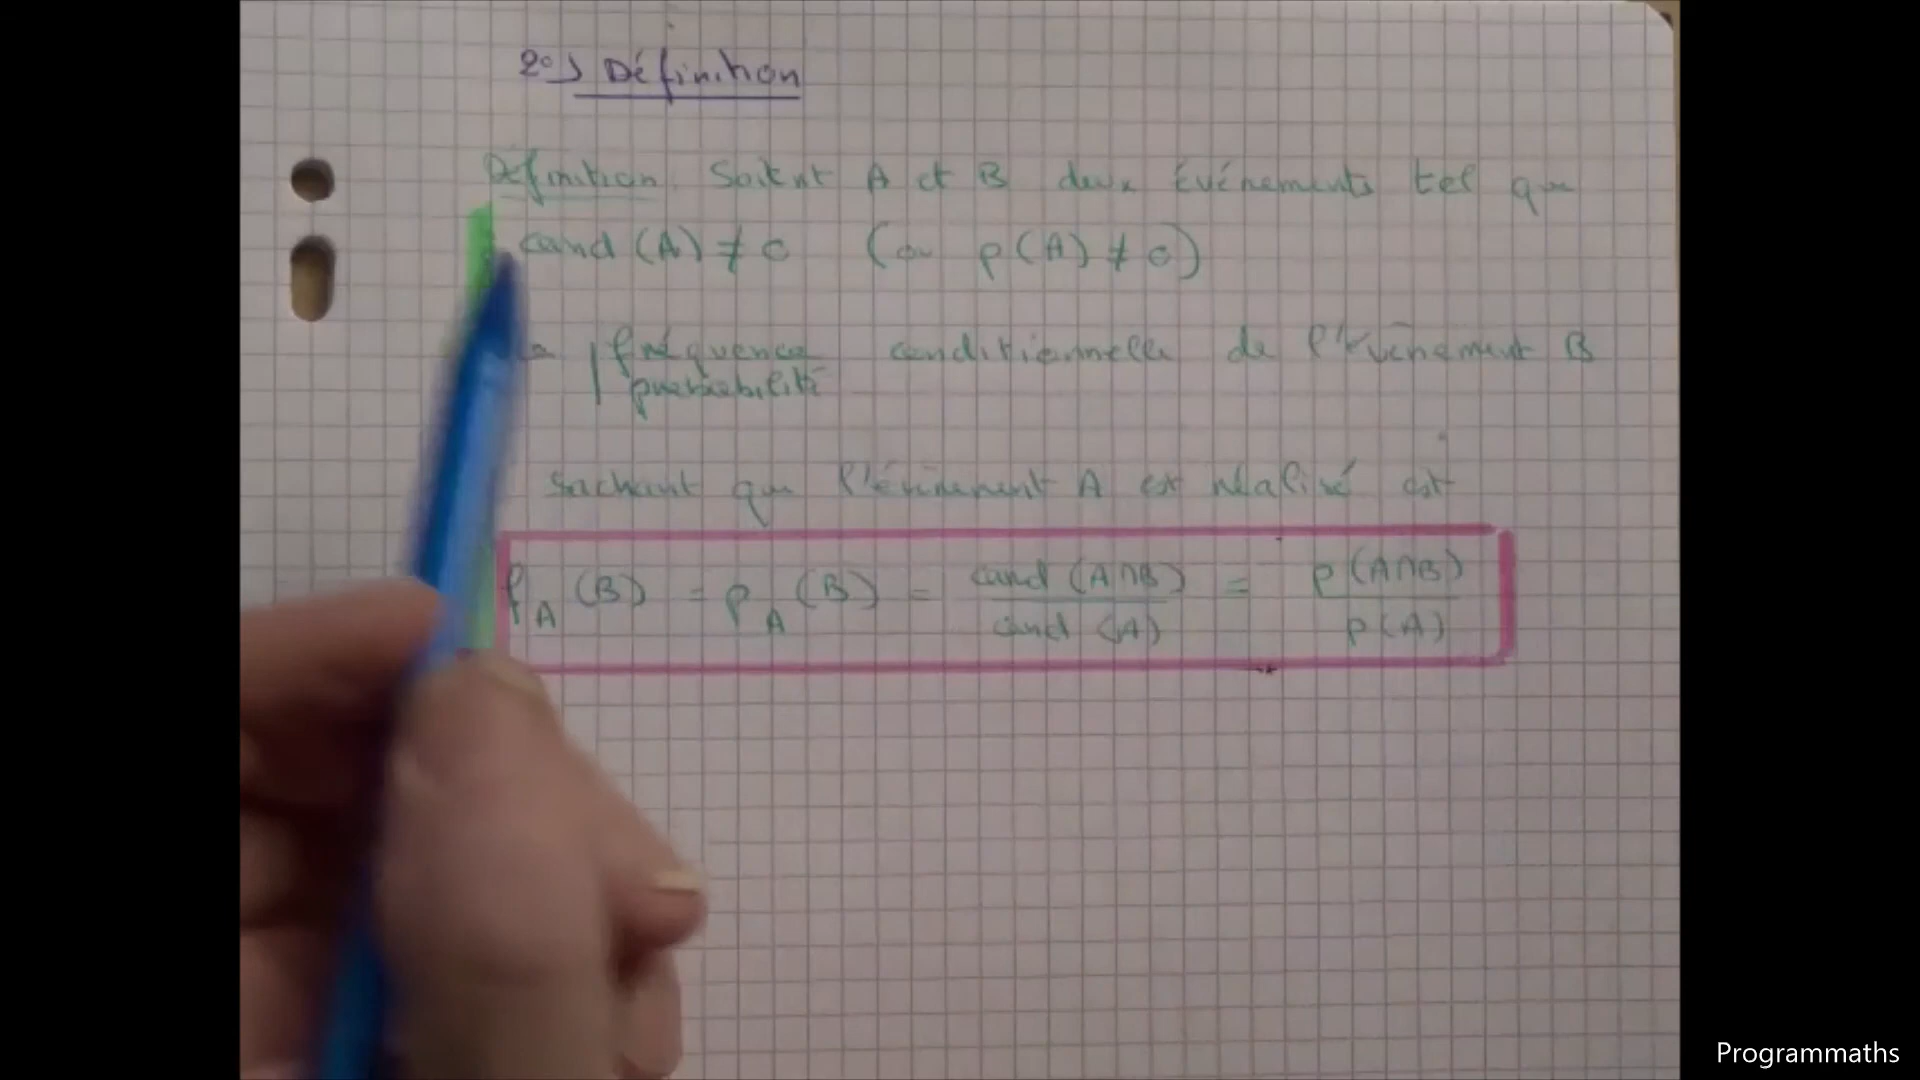 2°) Définition
Définition. Soient A et B deux événements tel que
card (A) ≠ 0 (ou p(A) ≠ 0)
la fréquence conditionnelle de l'événement B
probabilité
sachant que l'événement A est réalisé est
f_A (B) = p_A (B) = card (A∩B) / card (A) = p (A∩B) / p(A)
Programmaths